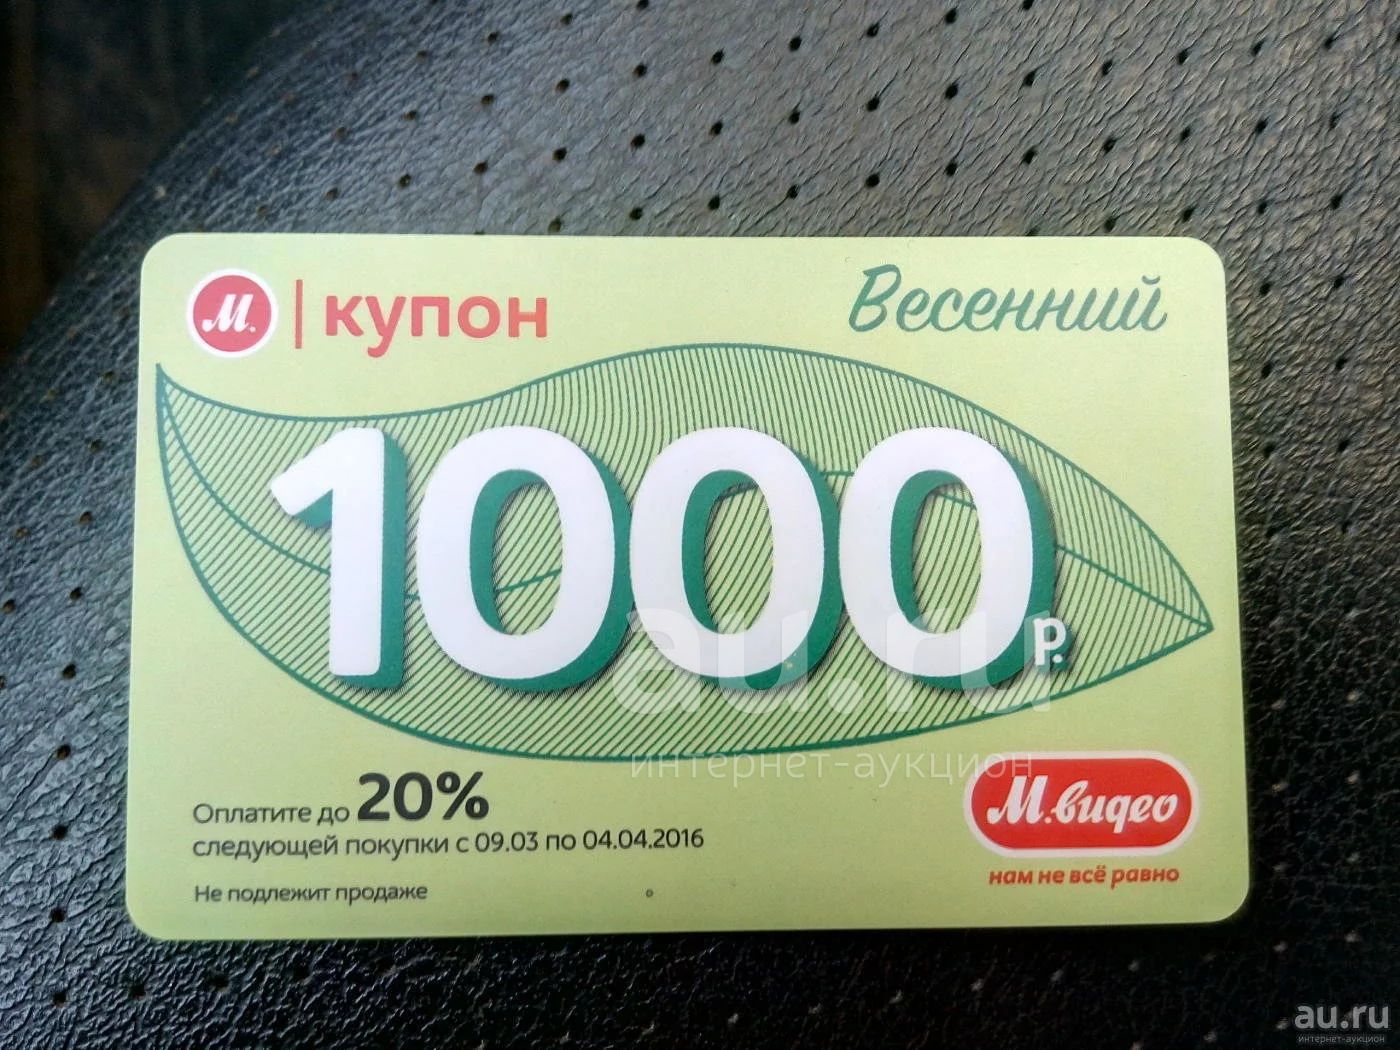 М. | купон
Весенний
1000р.
Оплатите до 20%
следующей покупки с 09.03 по 04.04.2016
Не подлежит продаже
М.видео
нам не всё равно
au.ru
интернет-аукцион
au.ru
интернет-аукцион